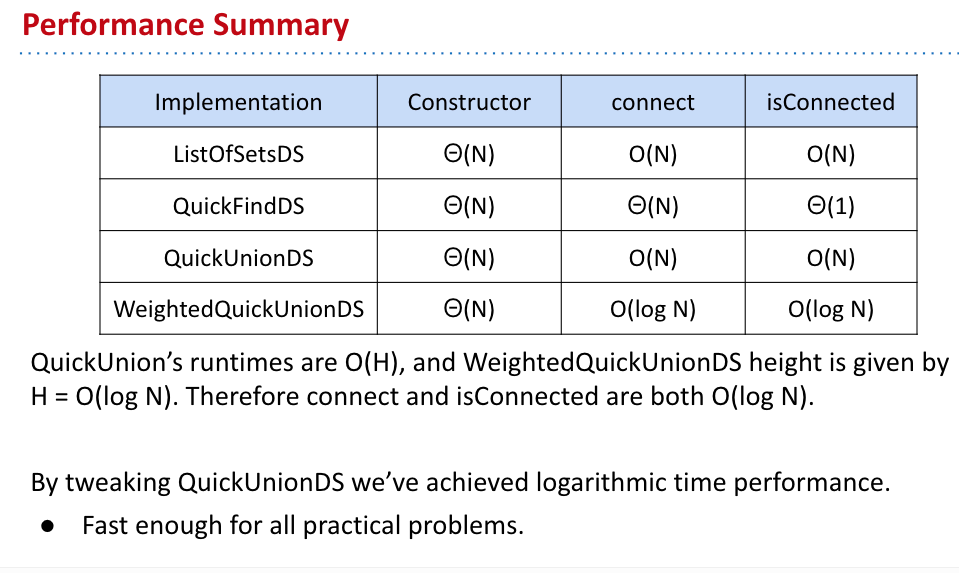 Performance Summary
Implementation Constructor connect isConnected
ListOfSetsDS Θ(N) O(N) O(N)
QuickFindDS Θ(N) Θ(N) Θ(1)
QuickUnionDS Θ(N) O(N) O(N)
WeightedQuickUnionDS Θ(N) O(log N) O(log N)
QuickUnion’s runtimes are O(H), and WeightedQuickUnionDS height is given by
H = O(log N). Therefore connect and isConnected are both O(log N).
By tweaking QuickUnionDS we’ve achieved logarithmic time performance.
● Fast enough for all practical problems.